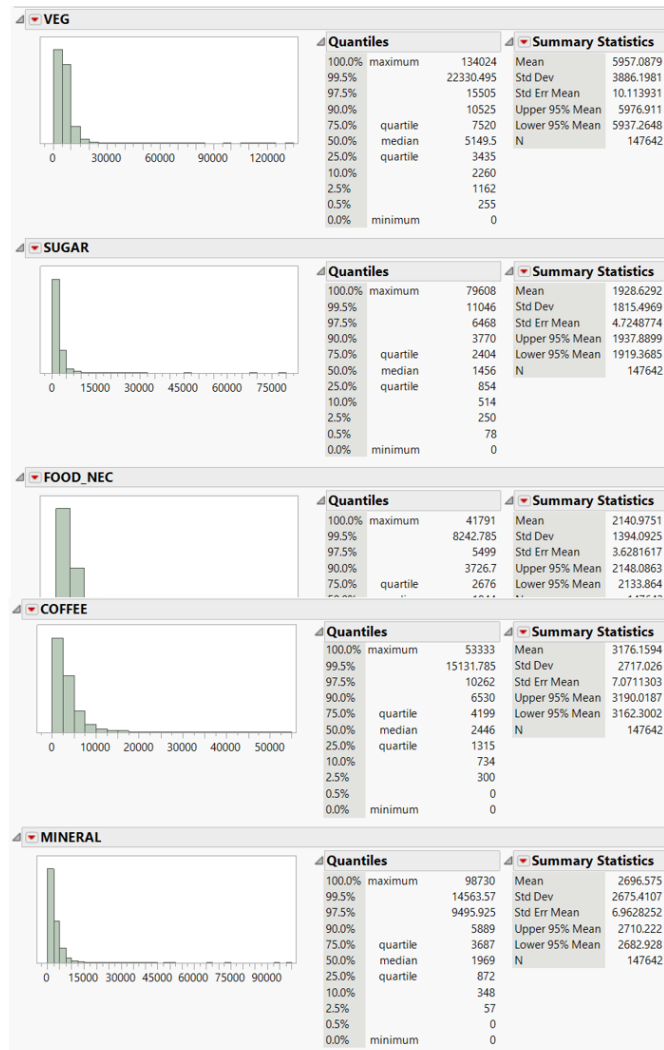 VEG
Quantiles Summary Statistics
100.0% maximum 134024 Mean 5957.0879
99.5% 22330.495 Std Dev 3886.1981
97.5% 15505 Std Err Mean 10.113931
90.0% 10525 Upper 95% Mean 5976.911
75.0% quartile 7520 Lower 95% Mean 5937.2648
50.0% median 5149.5 N 147642
25.0% quartile 3435
10.0% 2260
2.5% 1162
0.5% 255
0.0% minimum 0
0 30000 60000 90000 120000
SUGAR
Quantiles Summary Statistics
100.0% maximum 79608 Mean 1928.6292
99.5% 11046 Std Dev 1815.4969
97.5% 6468 Std Err Mean 4.7248774
90.0% 3770 Upper 95% Mean 1937.8899
75.0% quartile 2404 Lower 95% Mean 1919.3685
50.0% median 1456 N 147642
25.0% quartile 854
10.0% 514
2.5% 250
0.5% 78
0.0% minimum 0
0 15000 30000 45000 60000 75000
FOOD_NEC
Quantiles Summary Statistics
100.0% maximum 41791 Mean 2140.9751
99.5% 8242.785 Std Dev 1394.0925
97.5% 5499 Std Err Mean 3.6281617
90.0% 3726.7 Upper 95% Mean 2148.0863
75.0% quartile 2676 Lower 95% Mean 2133.864
COFFEE
Quantiles Summary Statistics
100.0% maximum 53333 Mean 3176.1594
99.5% 15131.785 Std Dev 2717.026
97.5% 10262 Std Err Mean 7.0711303
90.0% 6530 Upper 95% Mean 3190.0187
75.0% quartile 4199 Lower 95% Mean 3162.3002
50.0% median 2446 N 147642
25.0% quartile 1315
10.0% 734
2.5% 300
0.5% 0
0.0% minimum 0
0 10000 20000 30000 40000 50000
MINERAL
Quantiles Summary Statistics
100.0% maximum 98730 Mean 2696.575
99.5% 14563.57 Std Dev 2675.4107
97.5% 9495.925 Std Err Mean 6.9628252
90.0% 5889 Upper 95% Mean 2710.222
75.0% quartile 3687 Lower 95% Mean 2682.928
50.0% median 1969 N 147642
25.0% quartile 872
10.0% 348
2.5% 57
0.5% 0
0.0% minimum 0
0 15000 30000 45000 60000 75000 90000